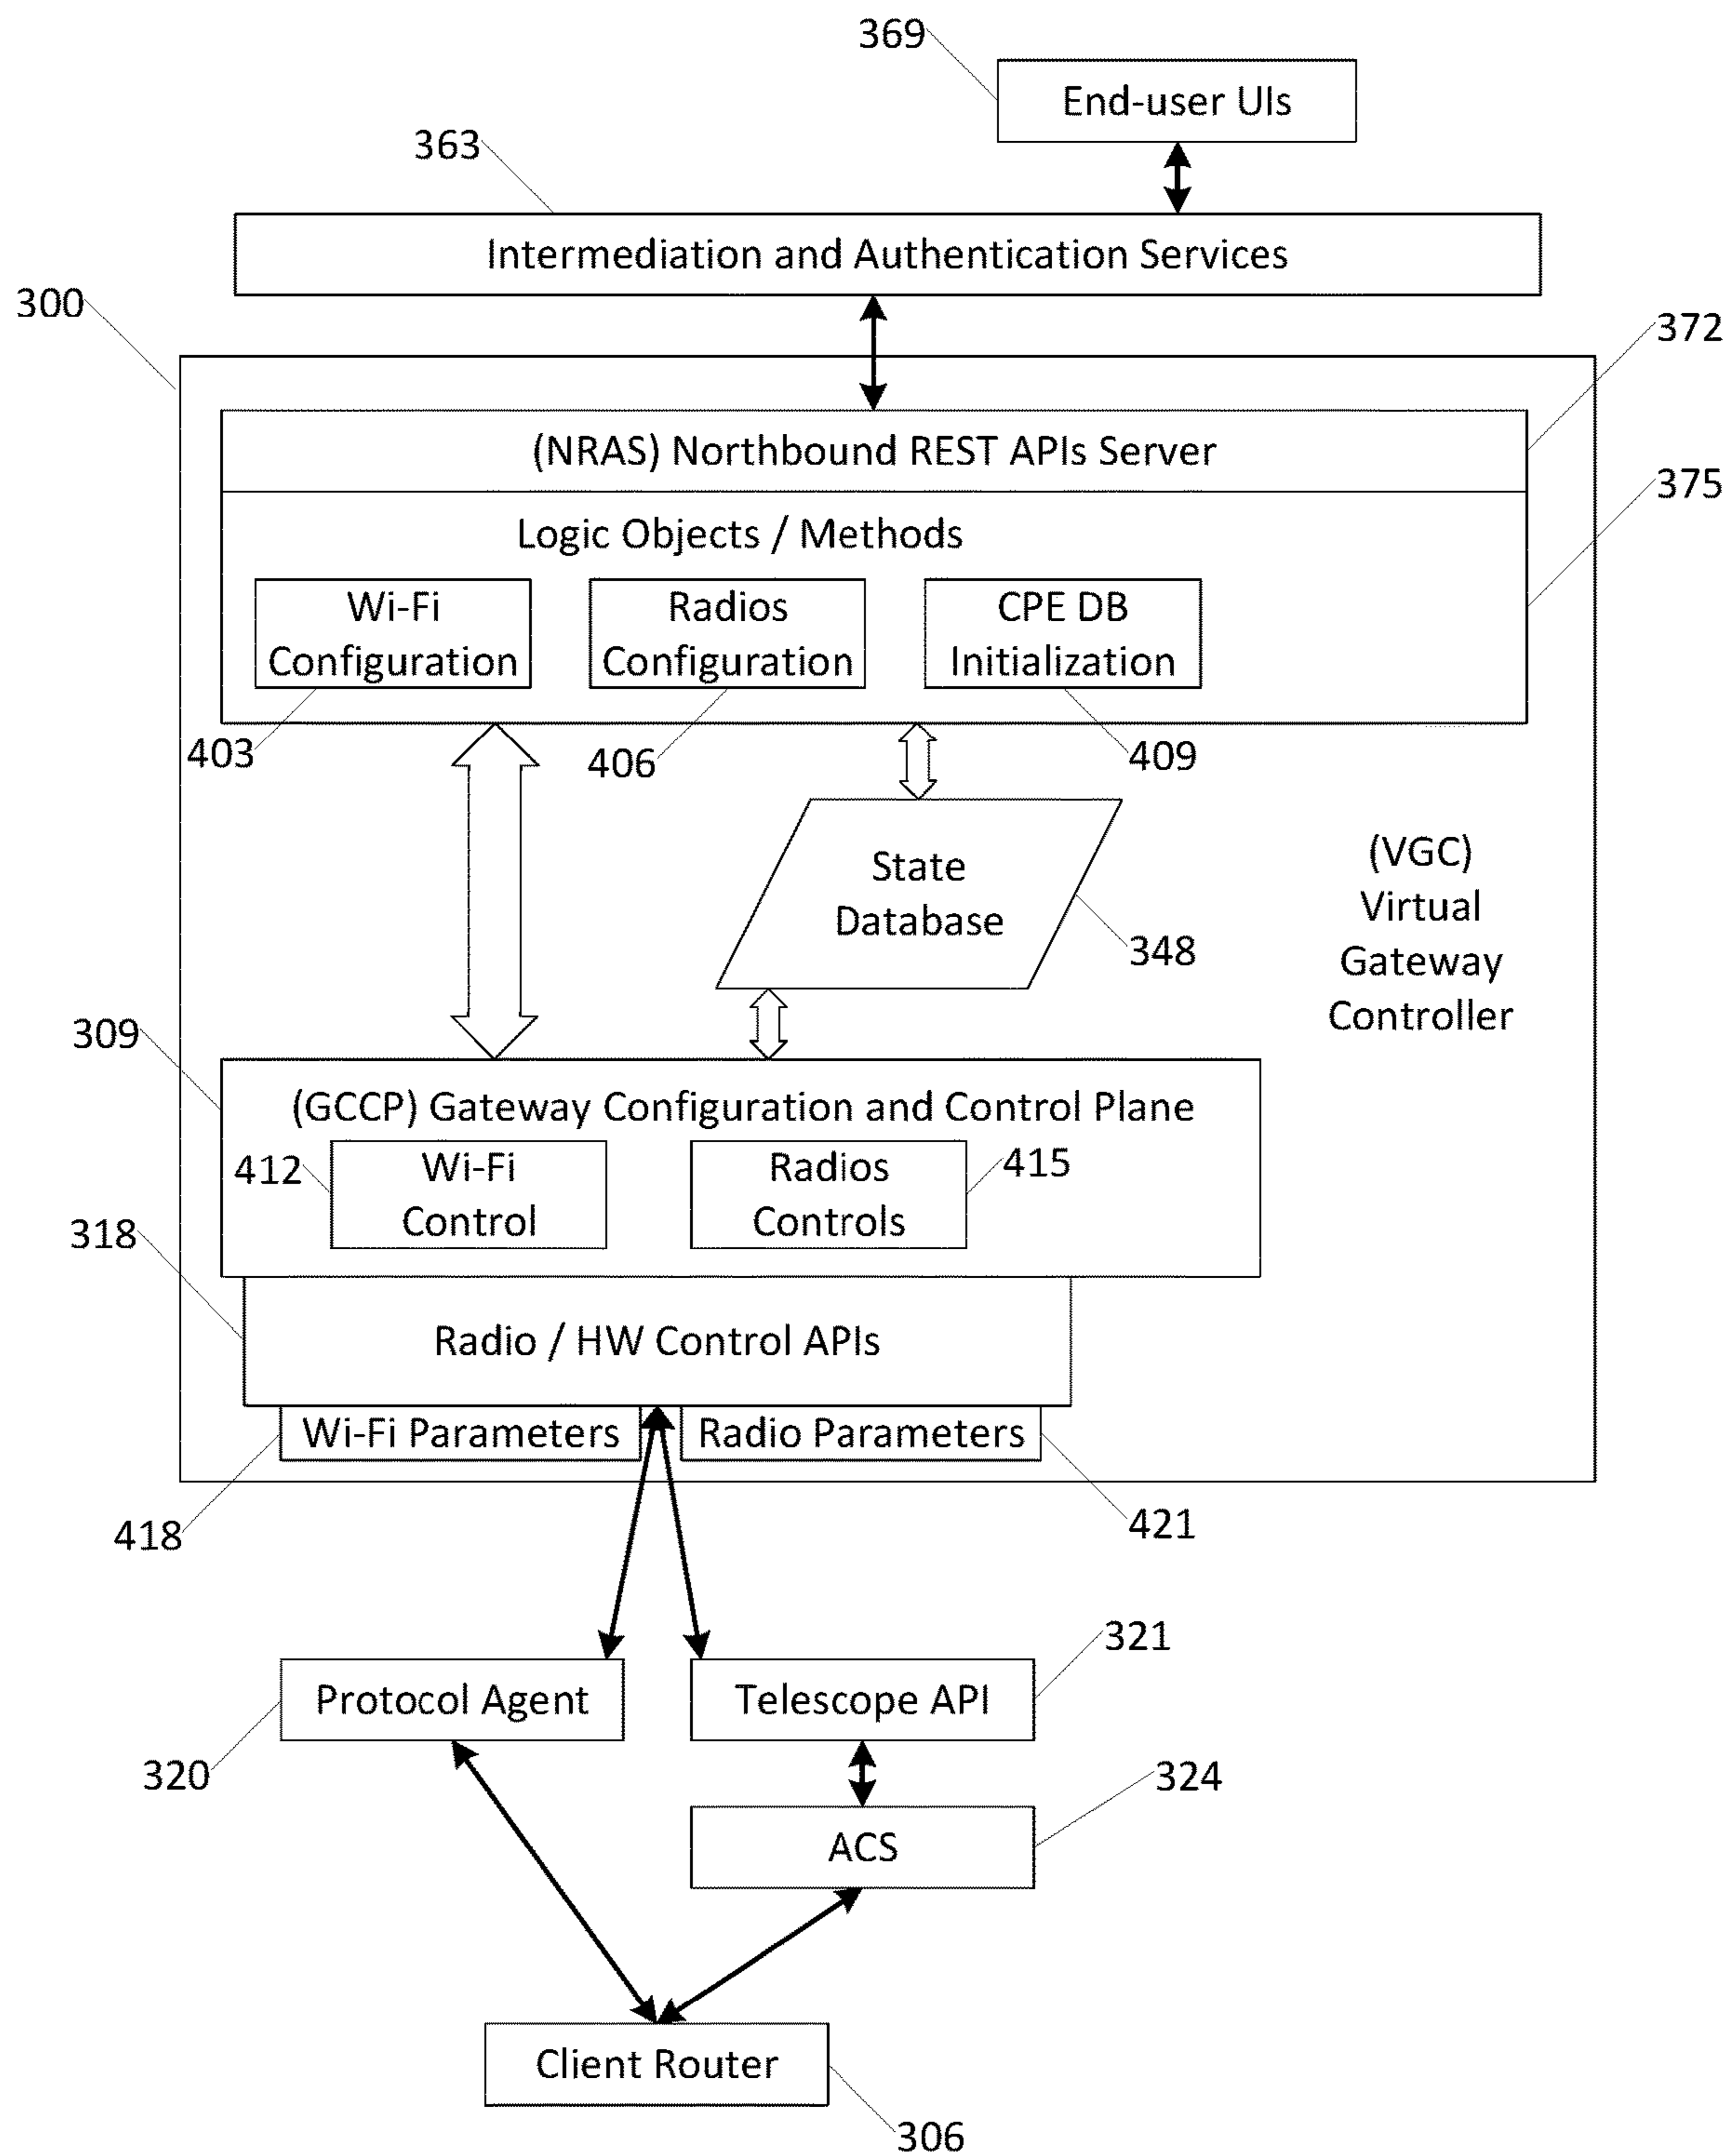 369
End-user UIs
363
Intermediation and Authentication Services
300
372
(NRAS) Northbound REST APIs Server
375
Logic Objects / Methods
Wi-Fi
Configuration
Radios
Configuration
CPE DB
Initialization
403
406
409
State
Database
348
(VGC)
Virtual
Gateway
Controller
309
(GCCP) Gateway Configuration and Control Plane
412
Wi-Fi
Control
Radios
Controls
415
318
Radio / HW Control APIs
Wi-Fi Parameters
Radio Parameters
418
421
321
Protocol Agent
Telescope API
320
324
ACS
Client Router
306